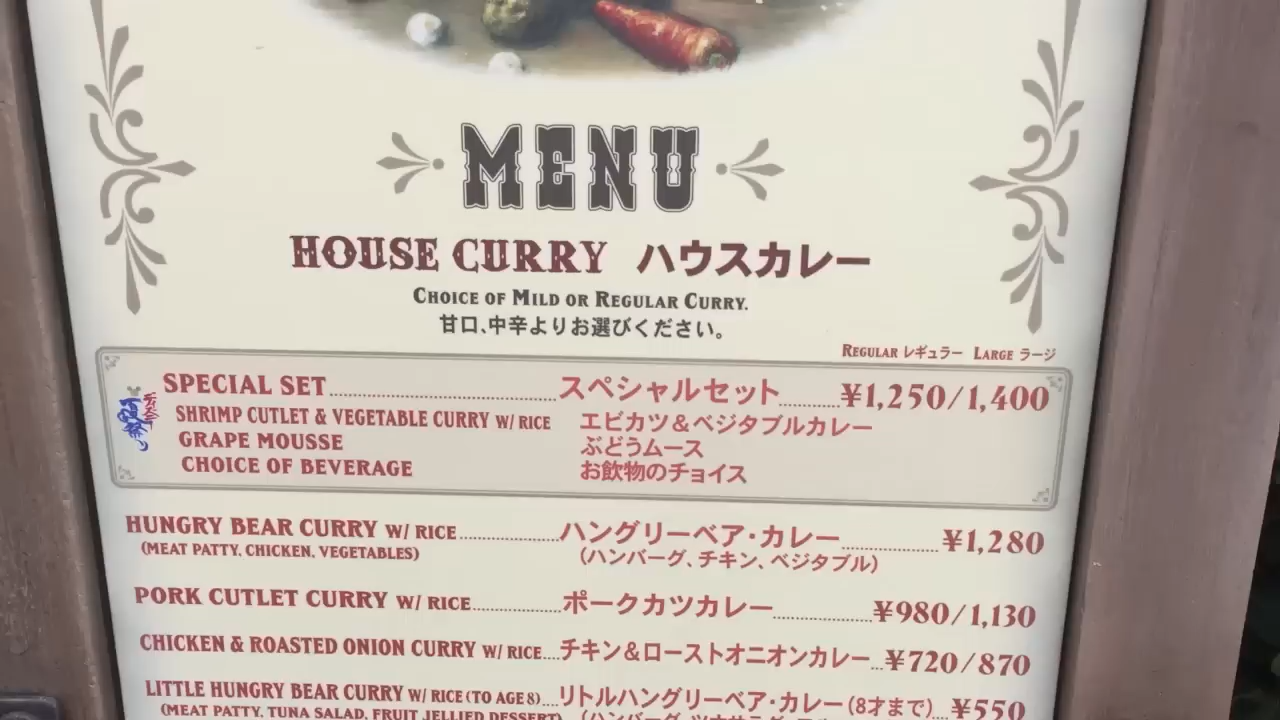 MENU
HOUSE CURRY ハウスカレー
CHOICE OF MILD OR REGULAR CURRY.
甘口、中辛よりお選びください。
REGULAR レギュラー LARGE ラージ
SPECIAL SET スペシャルセット ¥1,250/1,400
SHRIMP CUTLET & VEGETABLE CURRY W/ RICE エビカツ&ベジタブルカレー
GRAPE MOUSSE ぶどうムース
CHOICE OF BEVERAGE お飲物のチョイス
HUNGRY BEAR CURRY W/ RICE ハングリーベア・カレー ¥1,280
(MEAT PATTY, CHICKEN, VEGETABLES) (ハンバーグ、チキン、ベジタブル)
PORK CUTLET CURRY W/ RICE ポークカツカレー ¥980/1,130
CHICKEN & ROASTED ONION CURRY W/ RICE チキン&ローストオニオンカレー ¥720/870
LITTLE HUNGRY BEAR CURRY W/ RICE (TO AGE 8) リトルハングリーベア・カレー (8才まで) ¥550
(MEAT PATTY, TUNA SALAD, FRUIT JELLIED DESSERT)